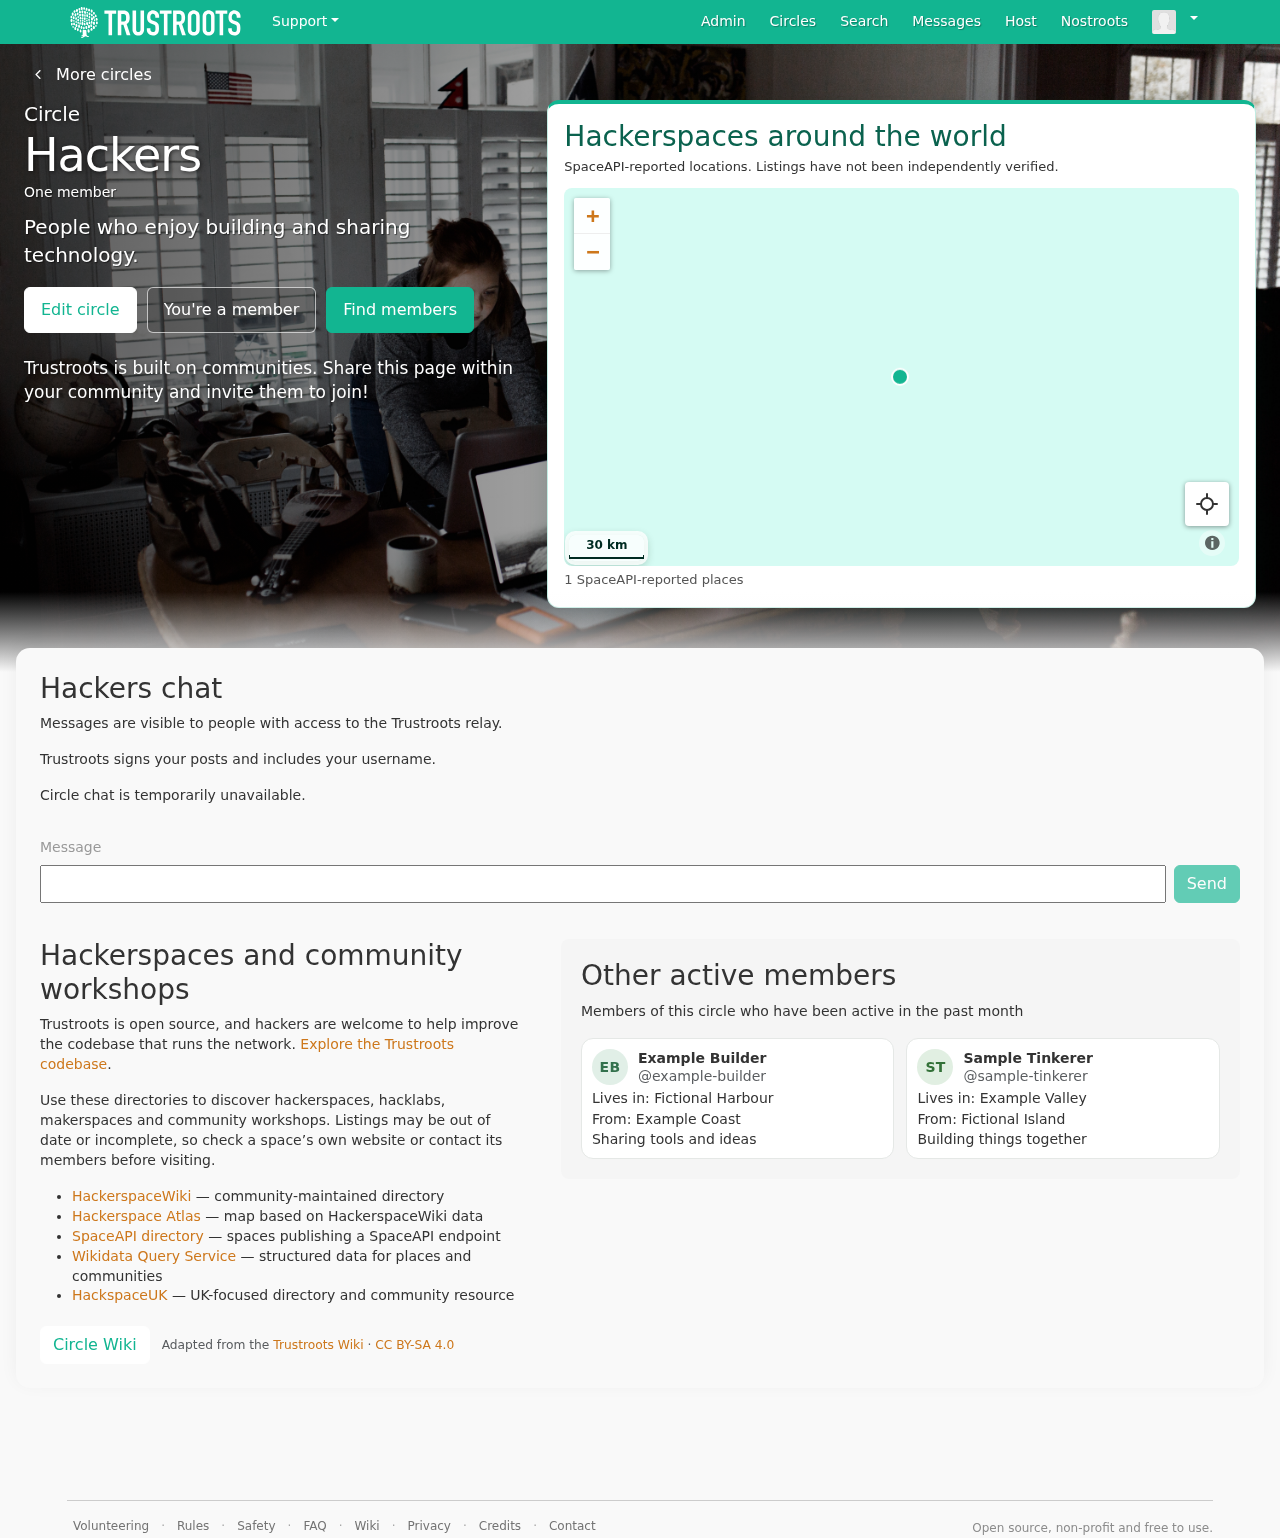 TRUSTROOTS
Support
Admin
Circles
Search
Messages
Host
Nostroots
More circles
Circle
Hackers
One member
People who enjoy building and sharing
technology.
Edit circle
You're a member
Find members
Trustroots is built on communities. Share this page within
your community and invite them to join!
Hackerspaces around the world
SpaceAPI-reported locations. Listings have not been independently verified.
+
−
30 km
1 SpaceAPI-reported places
Hackers chat
Messages are visible to people with access to the Trustroots relay.
Trustroots signs your posts and includes your username.
Circle chat is temporarily unavailable.
Message
Send
Hackerspaces and community
workshops
Trustroots is open source, and hackers are welcome to help improve
the codebase that runs the network. Explore the Trustroots
codebase.
Use these directories to discover hackerspaces, hacklabs,
makerspaces and community workshops. Listings may be out of
date or incomplete, so check a space’s own website or contact its
members before visiting.
• HackerspaceWiki — community-maintained directory
• Hackerspace Atlas — map based on HackerspaceWiki data
• SpaceAPI directory — spaces publishing a SpaceAPI endpoint
• Wikidata Query Service — structured data for places and
communities
• HackspaceUK — UK-focused directory and community resource
Circle Wiki
Adapted from the Trustroots Wiki · CC BY-SA 4.0
Other active members
Members of this circle who have been active in the past month
EB
Example Builder
@example-builder
Lives in: Fictional Harbour
From: Example Coast
Sharing tools and ideas
ST
Sample Tinkerer
@sample-tinkerer
Lives in: Example Valley
From: Fictional Island
Building things together
Volunteering · Rules · Safety · FAQ · Wiki · Privacy · Credits · Contact
Open source, non-profit and free to use.